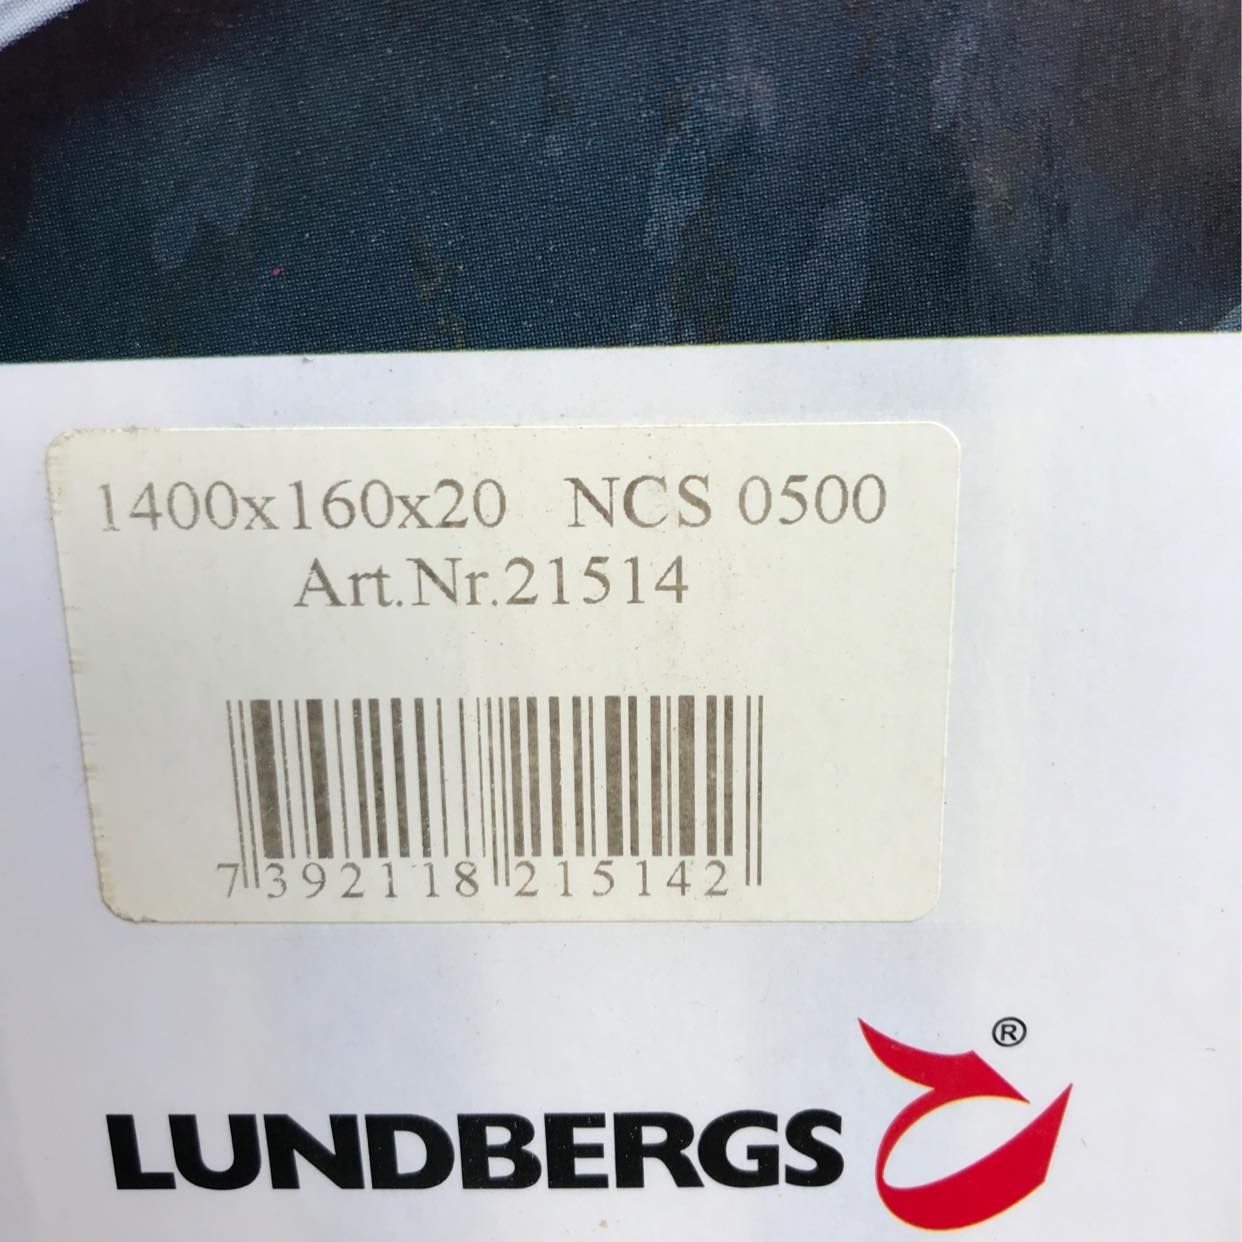 1400x160x20 NCS 0500
Art.Nr.21514
7 392118 215142
®
LUNDBERGS